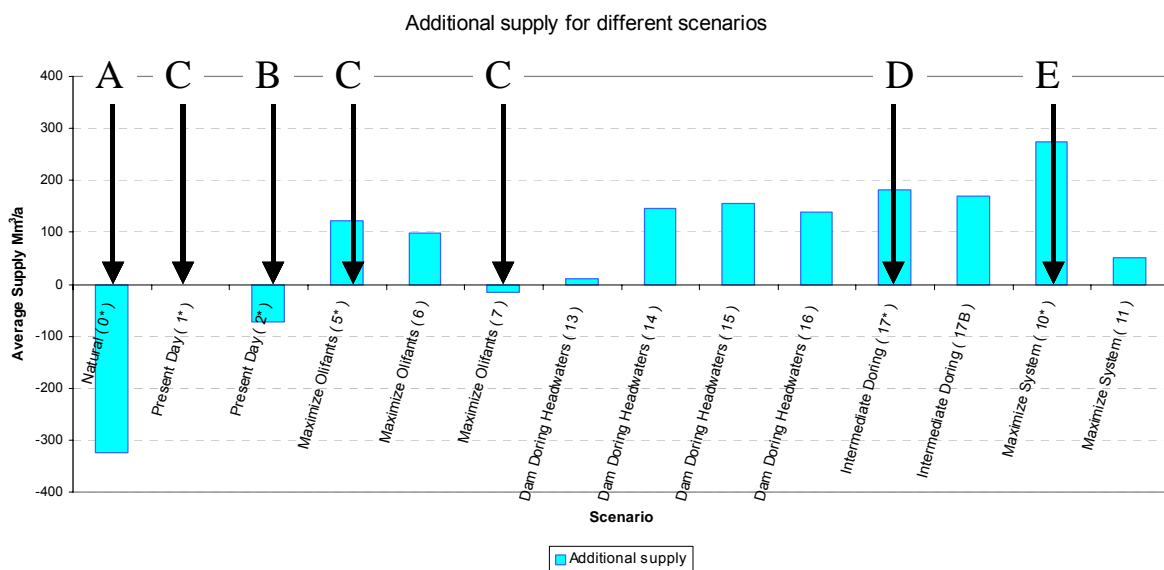 Additional supply for different scenarios
A C B C C D E
400
300
200
100
0
-100
-200
-300
-400
Average Supply Mm³/a
Natural ( 0* )
Present Day ( 1* )
Present Day ( 2* )
Maximize Olifants ( 5* )
Maximize Olifants ( 6 )
Maximize Olifants ( 7 )
Dam Doring Headwaters ( 13 )
Dam Doring Headwaters ( 14 )
Dam Doring Headwaters ( 15 )
Dam Doring Headwaters ( 16 )
Intermediate Doring ( 17* )
Intermediate Doring ( 17B )
Maximize System ( 10* )
Maximize System ( 11 )
Scenario
Additional supply